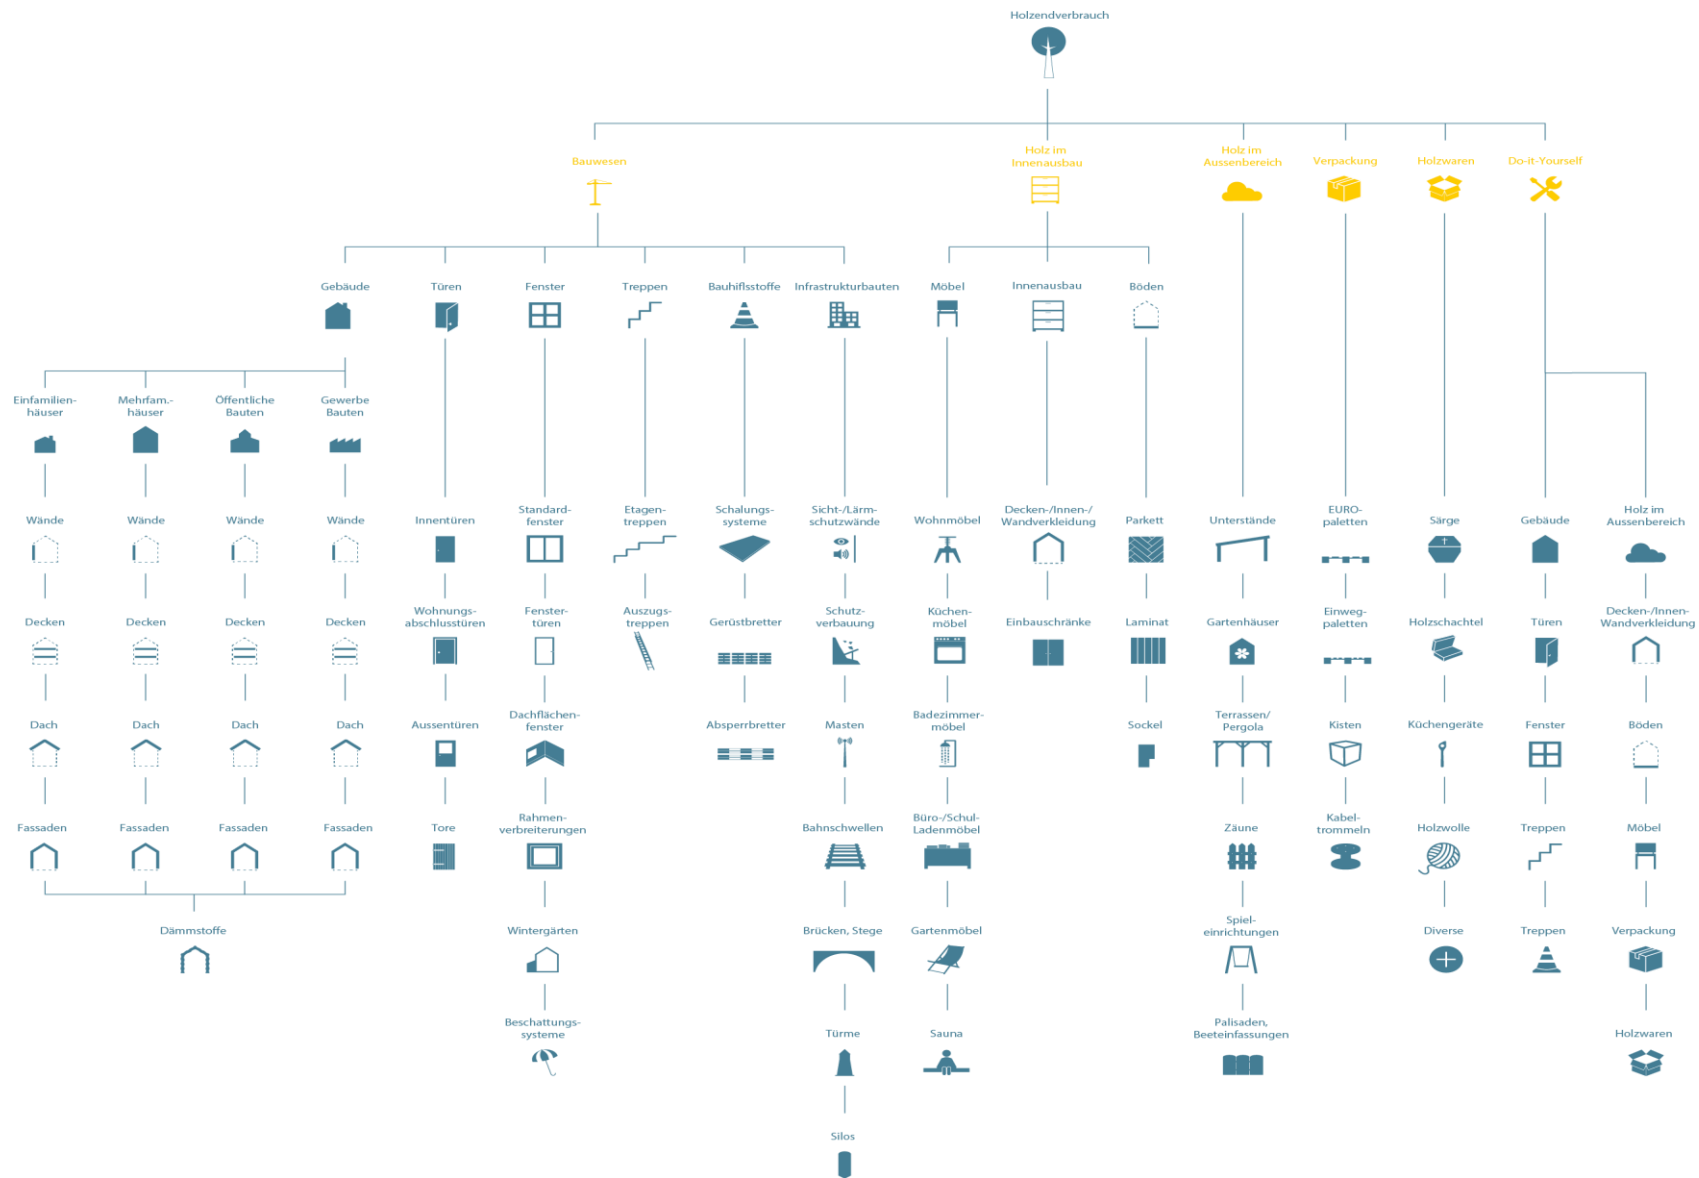 Holzendverbrauch
Bauwesen
Holz im
Innenausbau
Holz im
Aussenbereich
Verpackung
Holzwaren
Do-it-Yourself
Gebäude
Türen
Fenster
Treppen
Bauhiflsstoffe
Infrastrukturbauten
Möbel
Innenausbau
Böden
Einfamilien-
häuser
Mehrfam.-
häuser
Öffentliche
Bauten
Gewerbe
Bauten
Wände
Wände
Wände
Wände
Innentüren
Standard-
fenster
Etagen-
treppen
Schalungs-
systeme
Sicht-/Lärm-
schutzwände
Wohnmöbel
Decken-/Innen-/
Wandverkleidung
Parkett
Unterstände
EURO-
paletten
Särge
Gebäude
Holz im
Aussenbereich
Decken
Decken
Decken
Decken
Wohnungs-
abschlusstüren
Fenster-
türen
Auszugs-
treppen
Gerüstbretter
Schutz-
verbauung
Küchen-
möbel
Einbauschränke
Laminat
Gartenhäuser
Einweg-
paletten
Holzschachtel
Türen
Decken-/Innen-
Wandverkleidung
Dach
Dach
Dach
Dach
Aussentüren
Dachflächen-
fenster
Absperrbretter
Masten
Badezimmer-
möbel
Sockel
Terrassen/
Pergola
Kisten
Küchengeräte
Fenster
Böden
Fassaden
Fassaden
Fassaden
Fassaden
Tore
Rahmen-
verbreiterungen
Bahnschwellen
Büro-/Schul-
Ladenmöbel
Zäune
Kabel-
trommeln
Holzwolle
Treppen
Möbel
Dämmstoffe
Wintergärten
Brücken, Stege
Gartenmöbel
Spiel-
einrichtungen
Diverse
Treppen
Verpackung
Beschattungs-
systeme
Türme
Sauna
Palisaden,
Beeteinfassungen
Holzwaren
Silos